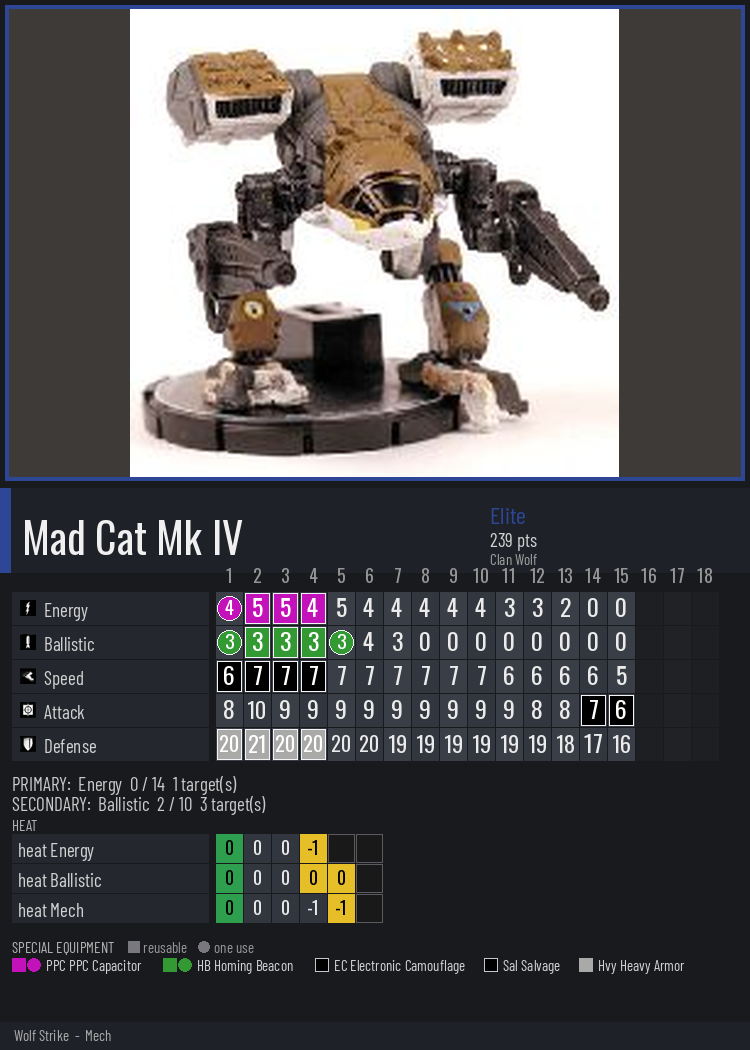 Mad Cat Mk IV
Elite
239 pts
Clan Wolf
1 2 3 4 5 6 7 8 9 10 11 12 13 14 15 16 17 18
Energy 4 5 5 4 5 4 4 4 4 4 3 3 2 0 0
Ballistic 3 3 3 3 3 4 3 0 0 0 0 0 0 0 0
Speed 6 7 7 7 7 7 7 7 7 7 6 6 6 6 5
Attack 8 10 9 9 9 9 9 9 9 9 9 8 8 7 6
Defense 20 21 20 20 20 20 19 19 19 19 19 19 18 17 16
PRIMARY: Energy 0 / 14 1 target(s)
SECONDARY: Ballistic 2 / 10 3 target(s)
HEAT
heat Energy 0 0 0 -1
heat Ballistic 0 0 0 0 0
heat Mech 0 0 0 -1 -1
SPECIAL EQUIPMENT reusable one use
PPC PPC Capacitor HB Homing Beacon EC Electronic Camouflage Sal Salvage Hvy Heavy Armor
Wolf Strike - Mech